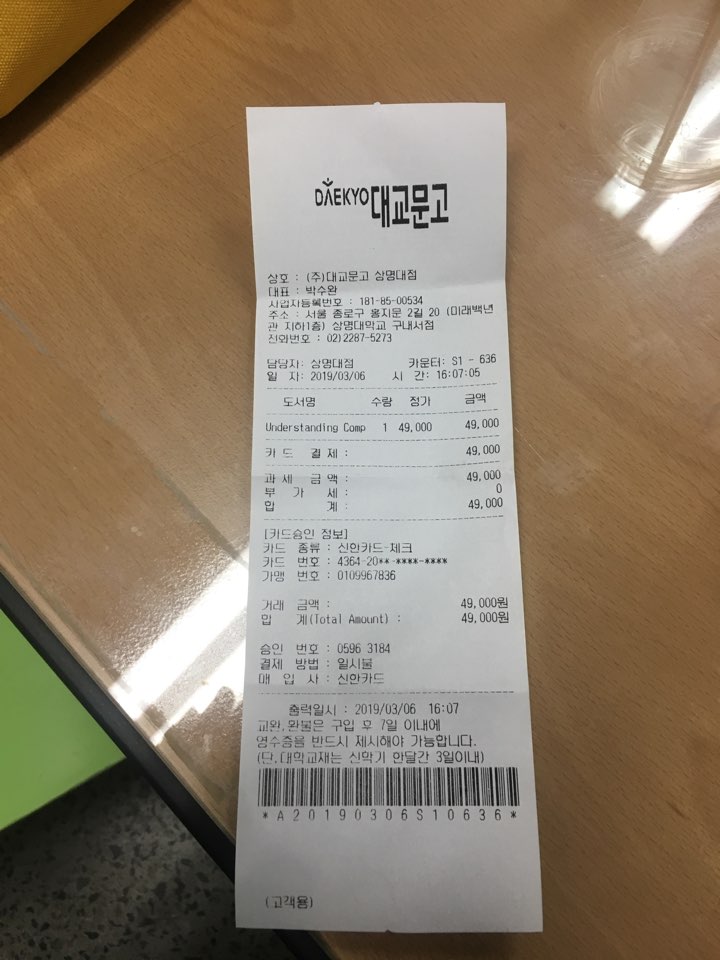 DAEKYO 대교문고
상호 : (주)대교문고 상명대점
대표 : 박수완
사업자등록번호 : 181-85-00534
주소 : 서울 종로구 홍지문 2길 20 (미래백년
관 지하1층) 상명대학교 구내서점
전화번호 : 02)2287-5273
담당자: 상명대점 카운터: S1 - 636
일 자: 2019/03/06 시 간: 16:07:05
도서명 수량 정가 금액
Understanding Comp 1 49,000 49,000
카드 결제 : 49,000
과세 금액 : 49,000
부 가 세 : 0
합 계 : 49,000
[카드승인 정보]
카드 종류 : 신한카드-체크
카드 번호 : 4364-20**-****-****
가맹 번호 : 0109967836
거래 금액 : 49,000원
합 계(Total Amount) : 49,000원
승인 번호 : 0596 3184
결제 방법 : 일시불
매 입 사 : 신한카드
출력일시 : 2019/03/06 16:07
교환,환불은 구입 후 7일 이내에
영수증을 반드시 제시해야 가능합니다.
(단,대학교재는 신학기 한달간 3일이내)
*A20190306S10636*
(고객용)